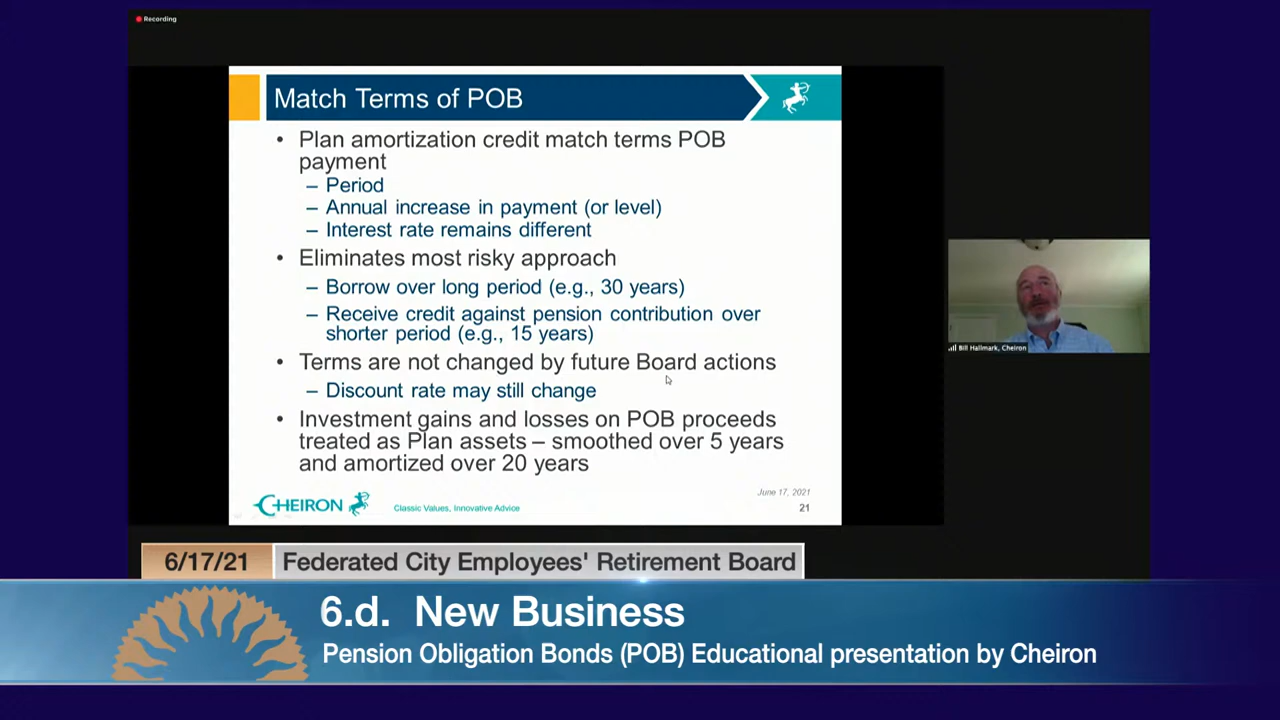 Recording
Match Terms of POB
• Plan amortization credit match terms POB
payment
– Period
– Annual increase in payment (or level)
– Interest rate remains different
• Eliminates most risky approach
– Borrow over long period (e.g., 30 years)
– Receive credit against pension contribution over
shorter period (e.g., 15 years)
• Terms are not changed by future Board actions
– Discount rate may still change
• Investment gains and losses on POB proceeds
treated as Plan assets – smoothed over 5 years
and amortized over 20 years
June 17, 2021
CHEIRON
Classic Values, Innovative Advice
21
Bill Hallmark, Cheiron
6/17/21
Federated City Employees' Retirement Board
6.d. New Business
Pension Obligation Bonds (POB) Educational presentation by Cheiron